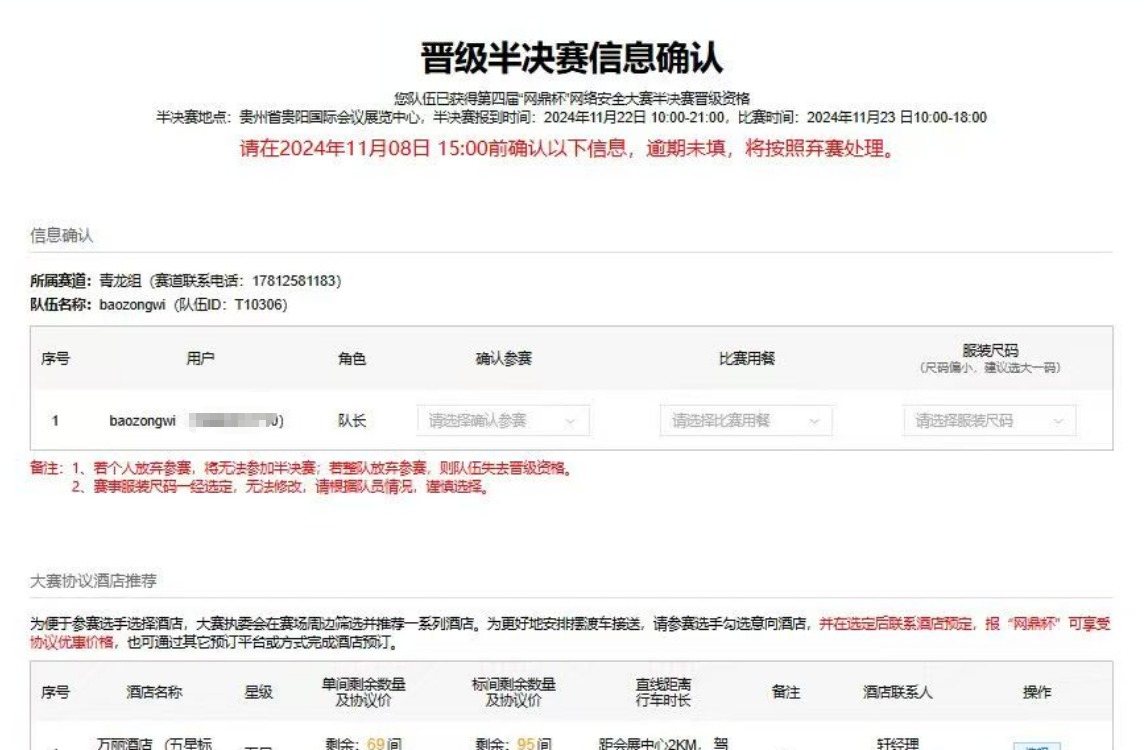 晋级半决赛信息确认
您队伍已获得第四届“网鼎杯”网络安全大赛半决赛晋级资格
半决赛地点：贵州省贵阳国际会议展览中心，半决赛报到时间：2024年11月22日 10:00-21:00，比赛时间：2024年11月23 日10:00-18:00
请在2024年11月08日 15:00前确认以下信息，逾期未填，将按照弃赛处理。
信息确认
所属赛道：青龙组（赛道联系电话：17812581183）
队伍名称：baozongwi（队伍ID：T10306）
序号 用户 角色 确认参赛 比赛用餐 服装尺码
（尺码偏小，建议选大一码）
1 baozongwi 0) 队长 请选择确认参赛 请选择比赛用餐 请选择服装尺码
备注：1、若个人放弃参赛，将无法参加半决赛；若整队放弃参赛，则队伍失去晋级资格。
2、赛事服装尺码一经选定，无法修改，请根据队员情况，谨慎选择。
大赛协议酒店推荐
为便于参赛选手选择酒店，大赛执委会在赛场周边筛选并推荐一系列酒店。为更好地安排摆渡车接送，请参赛选手勾选意向酒店，并在选定后联系酒店预定，报“网鼎杯”可享受
协议优惠价格，也可通过其它预订平台或方式完成酒店预订。
序号 酒店名称 星级 单间剩余数量 标间剩余数量 直线距离 备注 酒店联系人 操作
及协议价 及协议价 行车时长
万丽酒店（五星标 剩余：69间 剩余：95间 距会展中心2KM，驾 轩经理